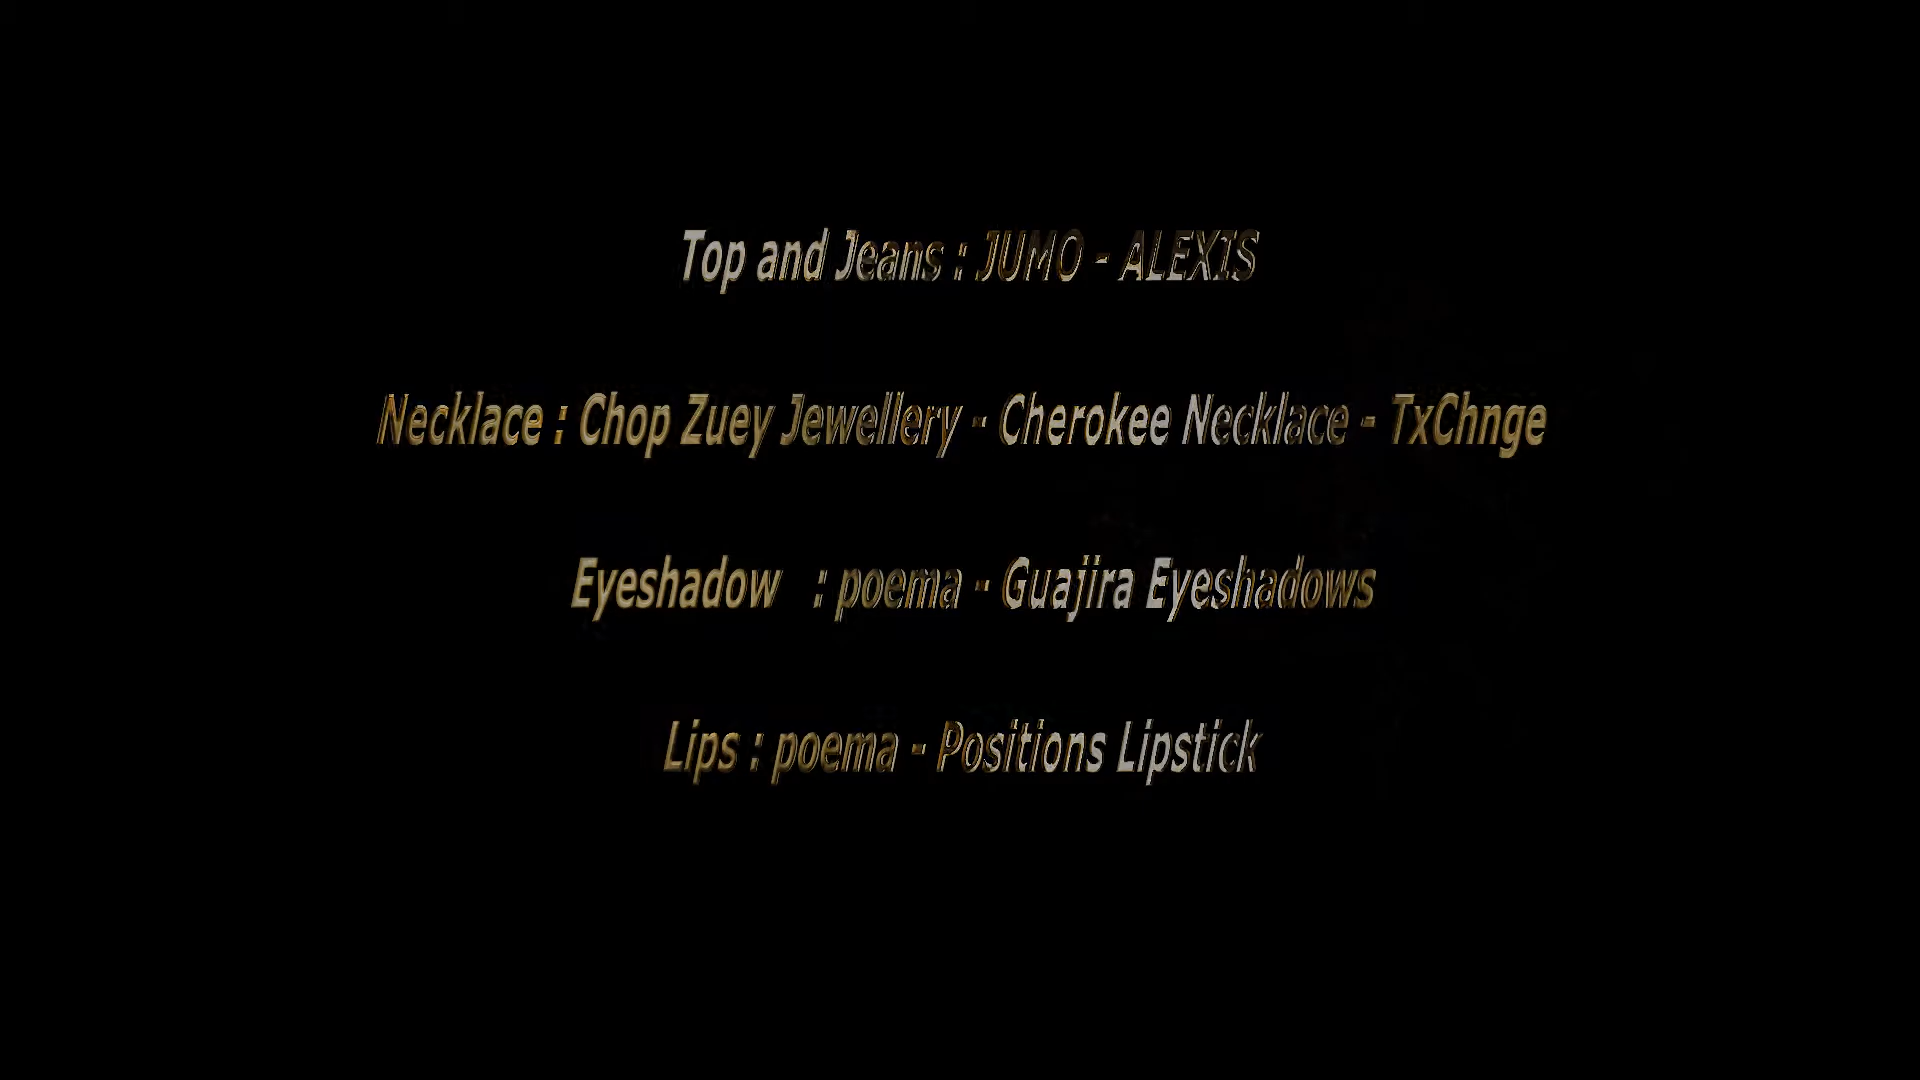 Top and Jeans : JUMO - ALEXIS
Necklace : Chop Zuey Jewellery - Cherokee Necklace - TxChnge
Eyeshadow   : poema - Guajira Eyeshadows
Lips : poema - Positions Lipstick